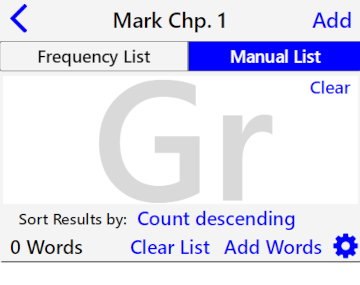 Mark Chp. 1 Add
Frequency List Manual List
Clear
Gr
Sort Results by: Count descending
0 Words Clear List Add Words